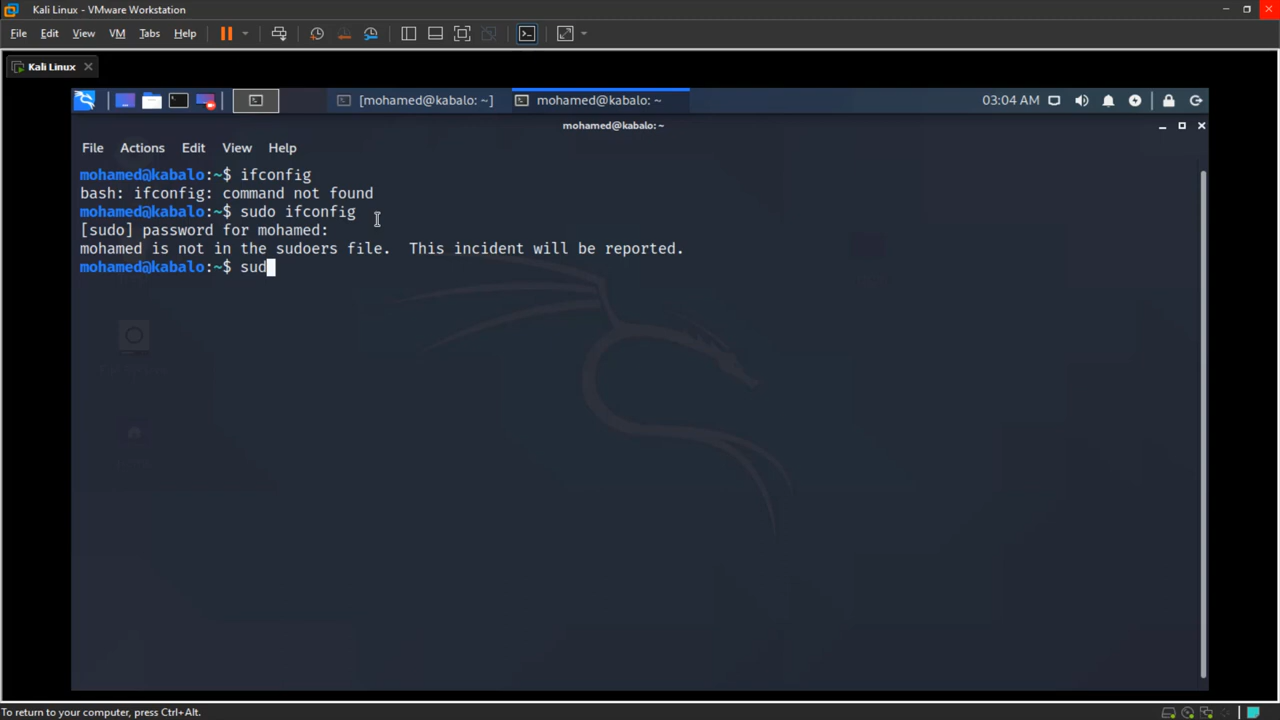 Kali Linux - VMware Workstation
File Edit View VM Tabs Help
Kali Linux
[mohamed@kabalo: ~] mohamed@kabalo: ~ 03:04 AM
mohamed@kabalo: ~
File Actions Edit View Help
mohamed@kabalo:~$ ifconfig
bash: ifconfig: command not found
mohamed@kabalo:~$ sudo ifconfig
[sudo] password for mohamed:
mohamed is not in the sudoers file.  This incident will be reported.
mohamed@kabalo:~$ sud
To return to your computer, press Ctrl+Alt.